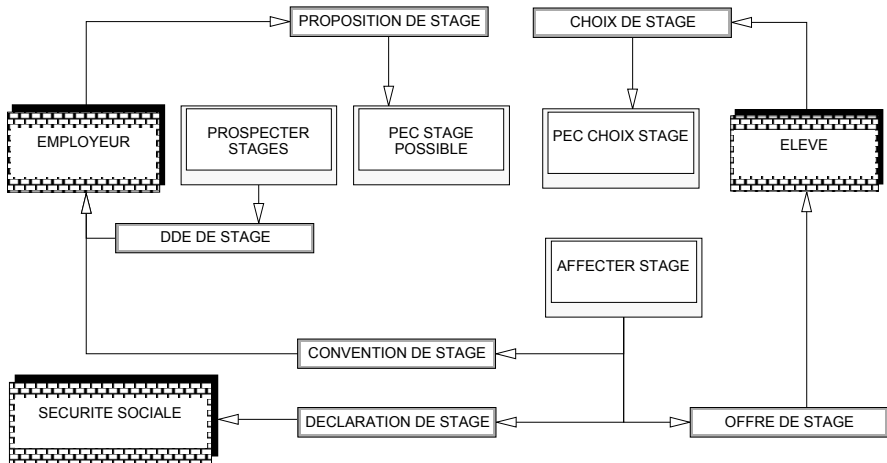 PROPOSITION DE STAGE
CHOIX DE STAGE
EMPLOYEUR
PROSPECTER
STAGES
PEC STAGE
POSSIBLE
PEC CHOIX STAGE
ELEVE
DDE DE STAGE
AFFECTER STAGE
CONVENTION DE STAGE
SECURITE SOCIALE
DECLARATION DE STAGE
OFFRE DE STAGE